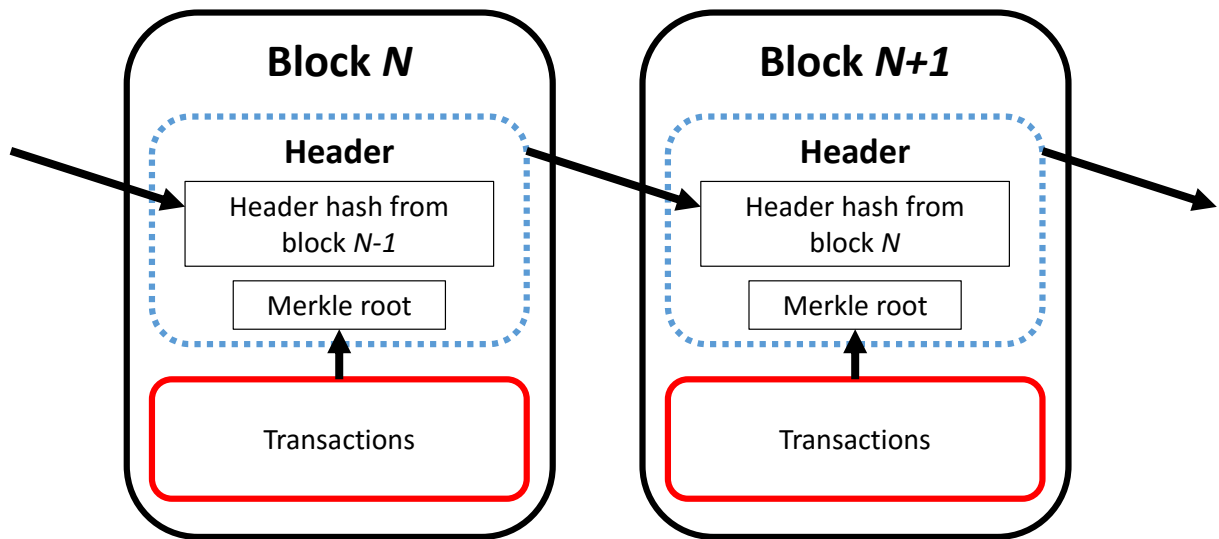 Block N
Header
Header hash from
block N-1
Merkle root
Transactions
Block N+1
Header
Header hash from
block N
Merkle root
Transactions